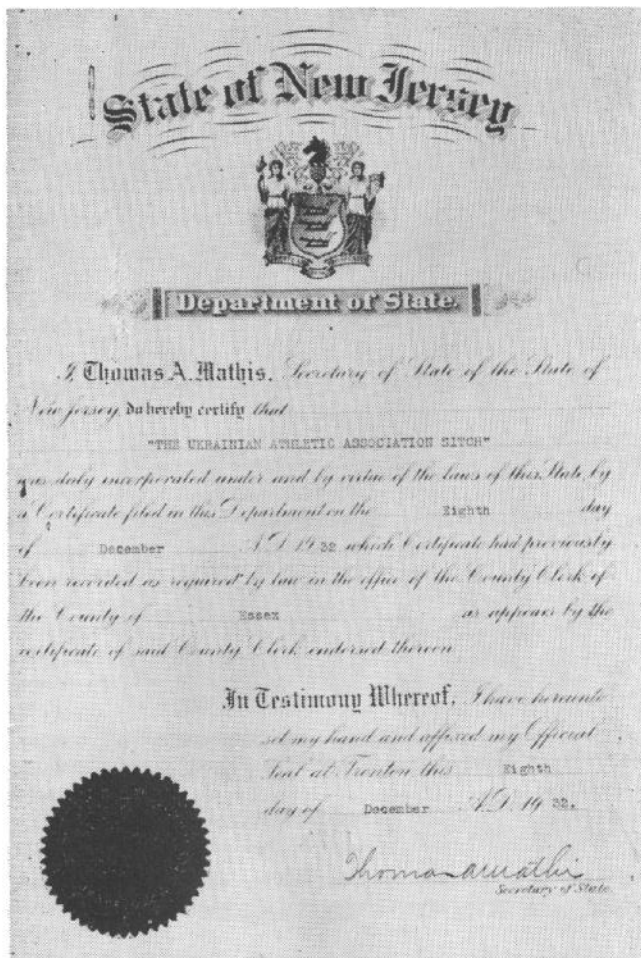 State of New Jersey
Department of State.
I, Thomas A. Mathis, Secretary of State of the State of
New Jersey, do hereby certify that
"THE UKRAINIAN ATHLETIC ASSOCIATION SITCH"
was duly incorporated under and by virtue of the laws of this State, by
a Certificate filed in this Department on the Eighth day
of December A.D. 1932 which Certificate had previously
been recorded as required by law in the office of the County Clerk of
the County of Essex as appears by the
certificate of said County Clerk endorsed thereon
In Testimony Whereof, I have hereunto
set my hand and affixed my Official
Seal at Trenton this Eighth
day of December A.D. 1932.
Thomas A Mathis
Secretary of State.